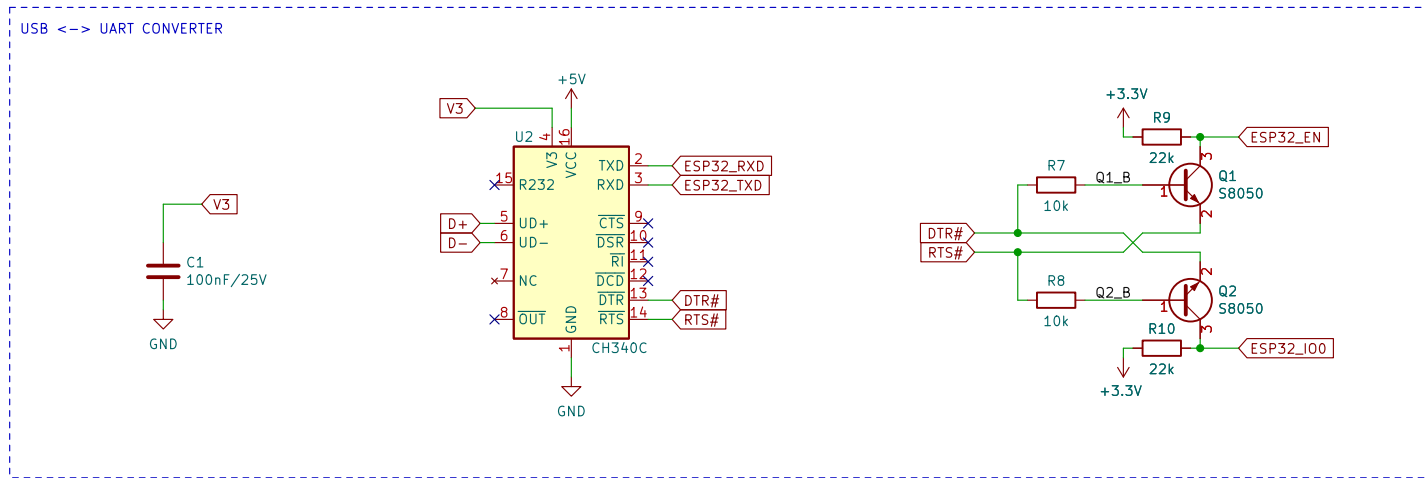 USB <-> UART CONVERTER
V3
C1
100nF/25V
GND
+5V
V3
U2
4
16
V3
VCC
TXD
2
ESP32_RXD
RXD
3
ESP32_TXD
15
R232
5
D+
UD+
6
D-
UD-
7
NC
8
OUT
CTS
9
DSR
10
RI
11
DCD
12
DTR
13
DTR#
RTS
14
RTS#
GND
1
CH340C
GND
+3.3V
R9
22k
ESP32_EN
3
R7
10k
Q1_B
1
Q1
S8050
2
DTR#
RTS#
R8
10k
Q2_B
1
2
Q2
S8050
3
R10
22k
ESP32_IO0
+3.3V